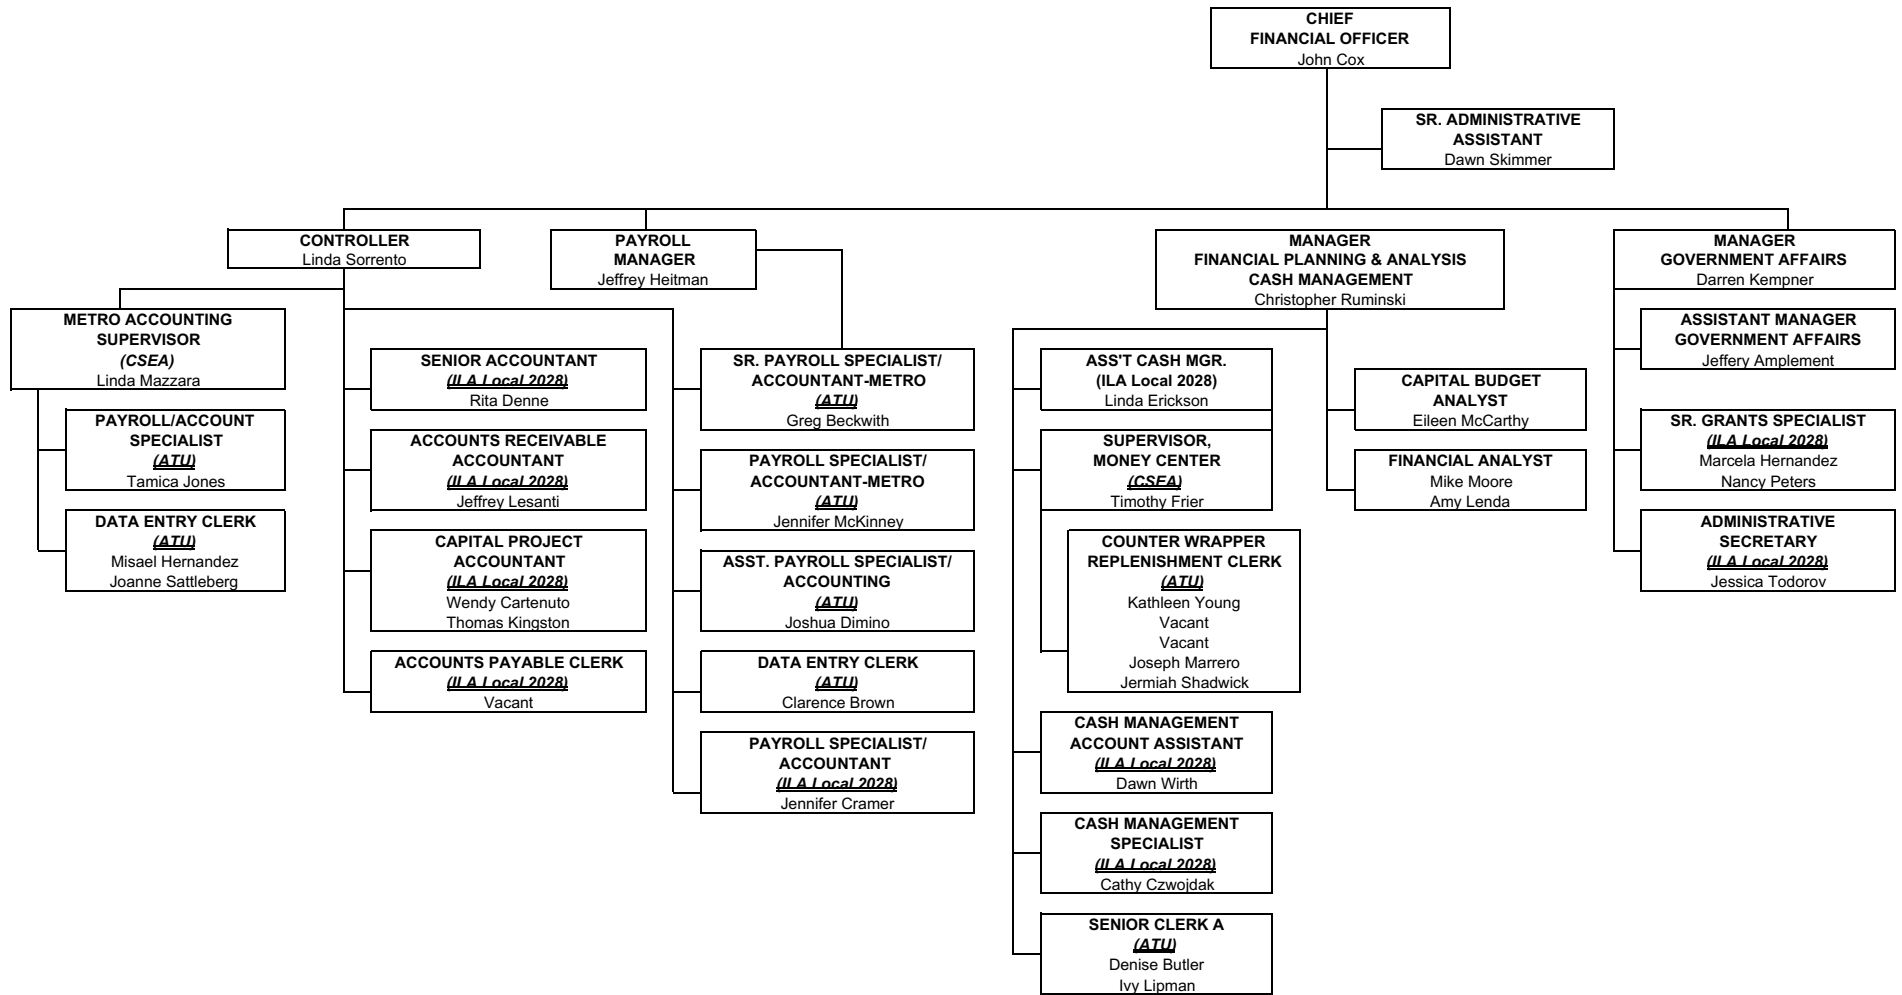 CHIEF
FINANCIAL OFFICER
John Cox
SR. ADMINISTRATIVE
ASSISTANT
Dawn Skimmer
CONTROLLER
Linda Sorrento
PAYROLL
MANAGER
Jeffrey Heitman
MANAGER
FINANCIAL PLANNING & ANALYSIS
CASH MANAGEMENT
Christopher Ruminski
MANAGER
GOVERNMENT AFFAIRS
Darren Kempner
METRO ACCOUNTING
SUPERVISOR
(CSEA)
Linda Mazzara
PAYROLL/ACCOUNT
SPECIALIST
(ATU)
Tamica Jones
DATA ENTRY CLERK
(ATU)
Misael Hernandez
Joanne Sattleberg
SENIOR ACCOUNTANT
(ILA Local 2028)
Rita Denne
ACCOUNTS RECEIVABLE
ACCOUNTANT
(ILA Local 2028)
Jeffrey Lesanti
CAPITAL PROJECT
ACCOUNTANT
(ILA Local 2028)
Wendy Cartenuto
Thomas Kingston
ACCOUNTS PAYABLE CLERK
(ILA Local 2028)
Vacant
SR. PAYROLL SPECIALIST/
ACCOUNTANT-METRO
(ATU)
Greg Beckwith
PAYROLL SPECIALIST/
ACCOUNTANT-METRO
(ATU)
Jennifer McKinney
ASST. PAYROLL SPECIALIST/
ACCOUNTING
(ATU)
Joshua Dimino
DATA ENTRY CLERK
(ATU)
Clarence Brown
PAYROLL SPECIALIST/
ACCOUNTANT
(ILA Local 2028)
Jennifer Cramer
ASS'T CASH MGR.
(ILA Local 2028)
Linda Erickson
SUPERVISOR,
MONEY CENTER
(CSEA)
Timothy Frier
COUNTER WRAPPER
REPLENISHMENT CLERK
(ATU)
Kathleen Young
Vacant
Vacant
Joseph Marrero
Jermiah Shadwick
CASH MANAGEMENT
ACCOUNT ASSISTANT
(ILA Local 2028)
Dawn Wirth
CASH MANAGEMENT
SPECIALIST
(ILA Local 2028)
Cathy Czwojdak
SENIOR CLERK A
(ATU)
Denise Butler
Ivy Lipman
CAPITAL BUDGET
ANALYST
Eileen McCarthy
FINANCIAL ANALYST
Mike Moore
Amy Lenda
ASSISTANT MANAGER
GOVERNMENT AFFAIRS
Jeffery Amplement
SR. GRANTS SPECIALIST
(ILA Local 2028)
Marcela Hernandez
Nancy Peters
ADMINISTRATIVE
SECRETARY
(ILA Local 2028)
Jessica Todorov